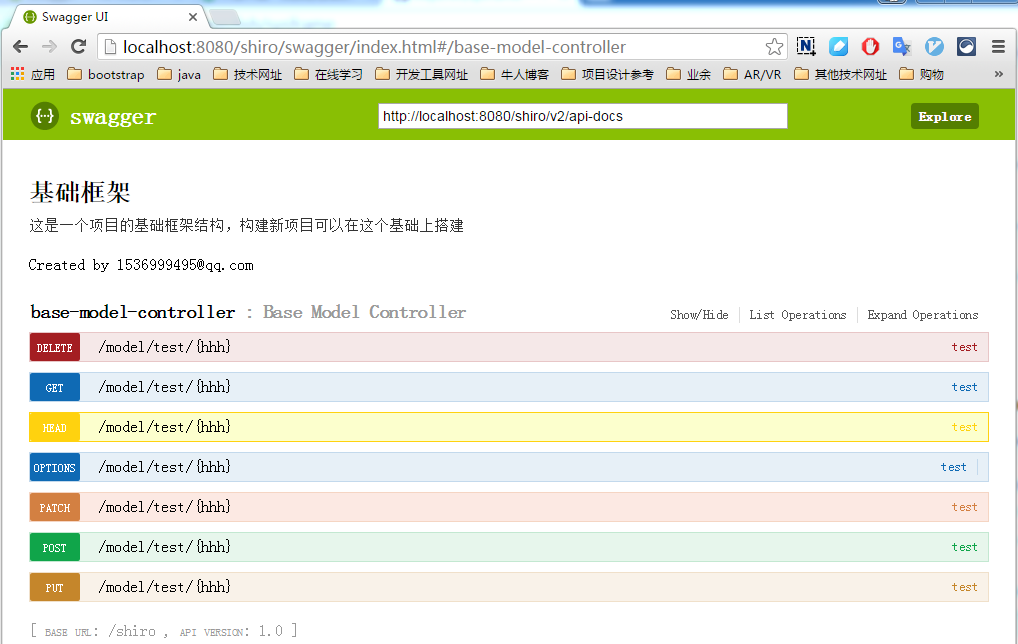 Swagger UI
localhost:8080/shiro/swagger/index.html#/base-model-controller
应用 bootstrap java 技术网址 在线学习 开发工具网址 牛人博客 项目设计参考 业余 AR/VR 其他技术网址 购物 »
{··} swagger http://localhost:8080/shiro/v2/api-docs Explore
基础框架
这是一个项目的基础框架结构，构建新项目可以在这个基础上搭建
Created by 1536999495@qq.com
base-model-controller : Base Model Controller Show/Hide List Operations Expand Operations
DELETE /model/test/{hhh} test
GET /model/test/{hhh} test
HEAD /model/test/{hhh} test
OPTIONS /model/test/{hhh} test
PATCH /model/test/{hhh} test
POST /model/test/{hhh} test
PUT /model/test/{hhh} test
[ BASE URL: /shiro , API VERSION: 1.0 ]